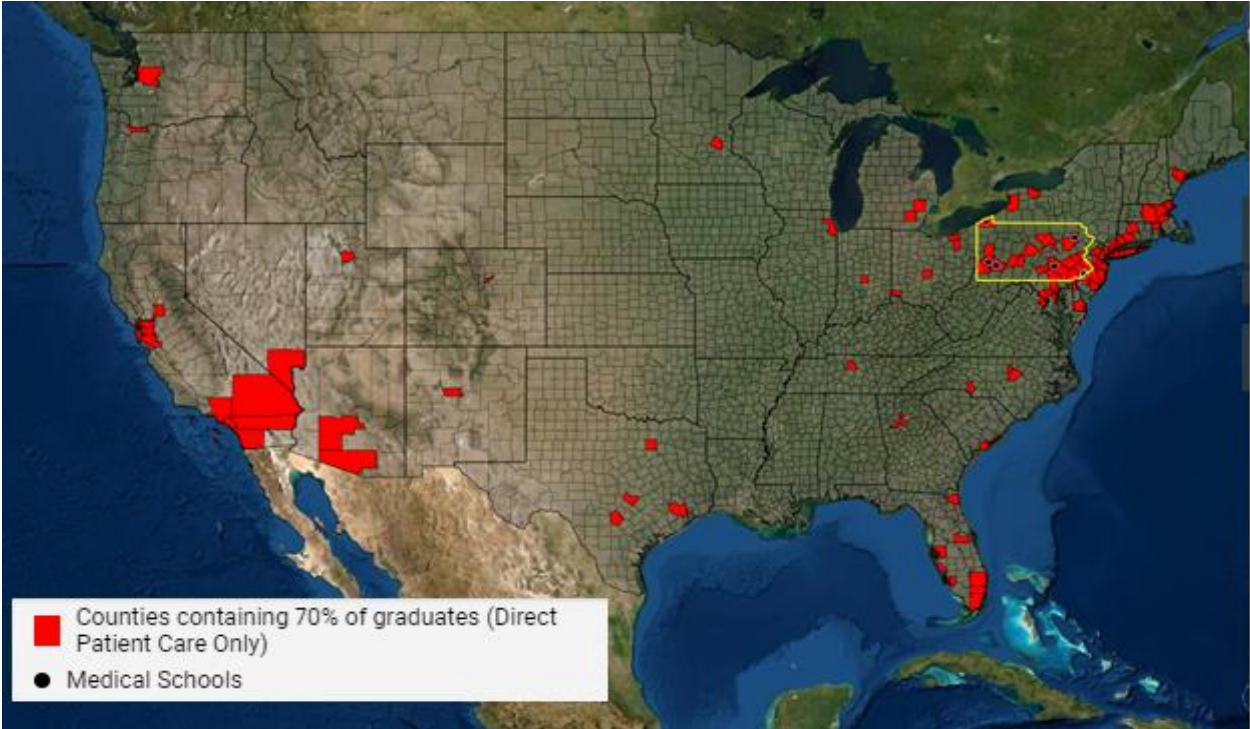 Counties containing 70% of graduates (Direct
Patient Care Only)
Medical Schools